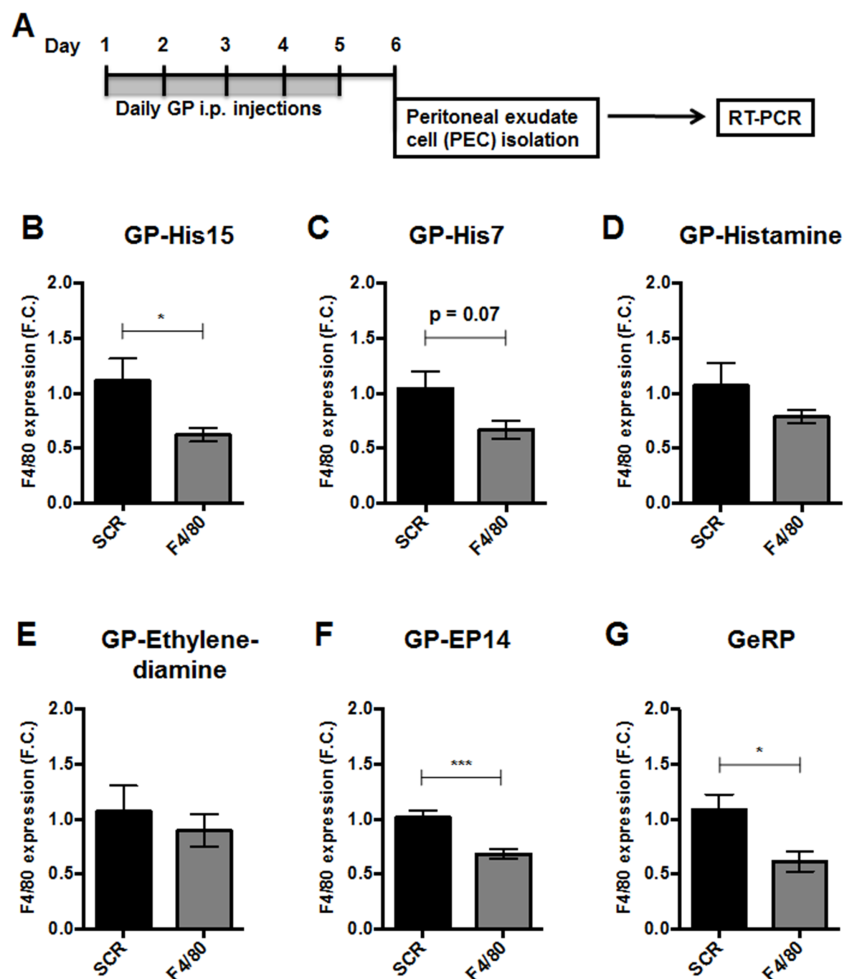 A
Day 1 2 3 4 5 6
Daily GP i.p. injections
Peritoneal exudate
cell (PEC) isolation
RT-PCR
B
GP-His15
F4/80 expression (F.C.)
2.0
1.5
1.0
0.5
0.0
*
SCR
F4/80
C
GP-His7
F4/80 expression (F.C.)
2.0
1.5
1.0
0.5
0.0
p = 0.07
SCR
F4/80
D
GP-Histamine
F4/80 expression (F.C.)
2.0
1.5
1.0
0.5
0.0
SCR
F4/80
E
GP-Ethylene-
diamine
F4/80 expression (F.C.)
2.0
1.5
1.0
0.5
0.0
SCR
F4/80
F
GP-EP14
F4/80 expression (F.C.)
2.0
1.5
1.0
0.5
0.0
***
SCR
F4/80
G
GeRP
F4/80 expression (F.C.)
2.0
1.5
1.0
0.5
0.0
*
SCR
F4/80